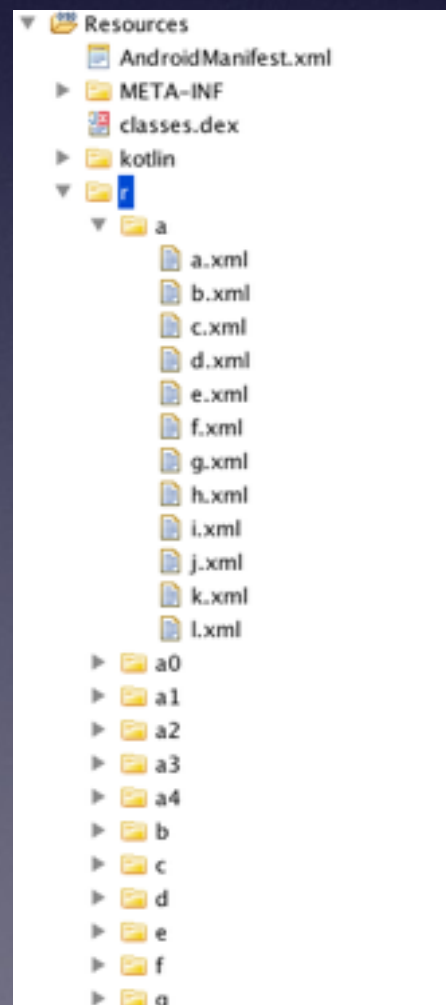 Resources
AndroidManifest.xml
META-INF
classes.dex
kotlin
r
a
a.xml
b.xml
c.xml
d.xml
e.xml
f.xml
g.xml
h.xml
i.xml
j.xml
k.xml
l.xml
a0
a1
a2
a3
a4
b
c
d
e
f
g